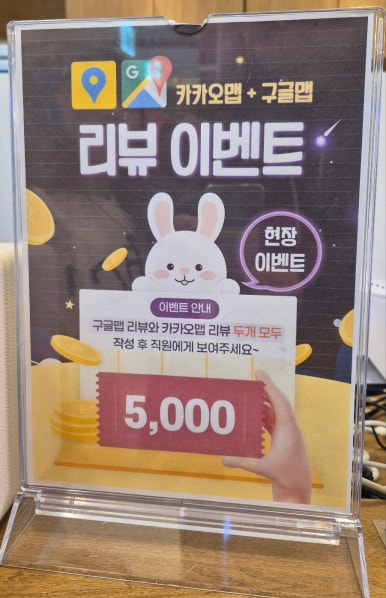 G
카카오맵 + 구글맵
리뷰 이벤트
현장
이벤트
이벤트 안내
구글맵 리뷰와 카카오맵 리뷰 두개 모두
작성 후 직원에게 보여주세요~
5,000